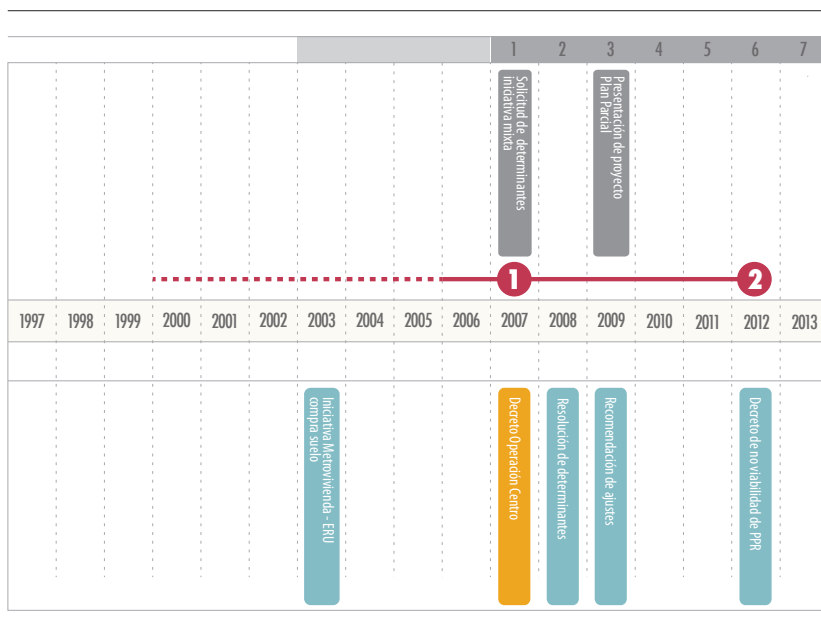 1 2 3 4 5 6 7
Solicitud de determinantes
iniciativa mixta
Presentación de proyecto
Plan Parcial
1 2
1997 1998 1999 2000 2001 2002 2003 2004 2005 2006 2007 2008 2009 2010 2011 2012 2013
Iniciativa Metrovivienda - ERU
compra suelo
Decreto Operación Centro
Resolución de determinantes
Recomendación de ajustes
Decreto de no viabilidad de PPR